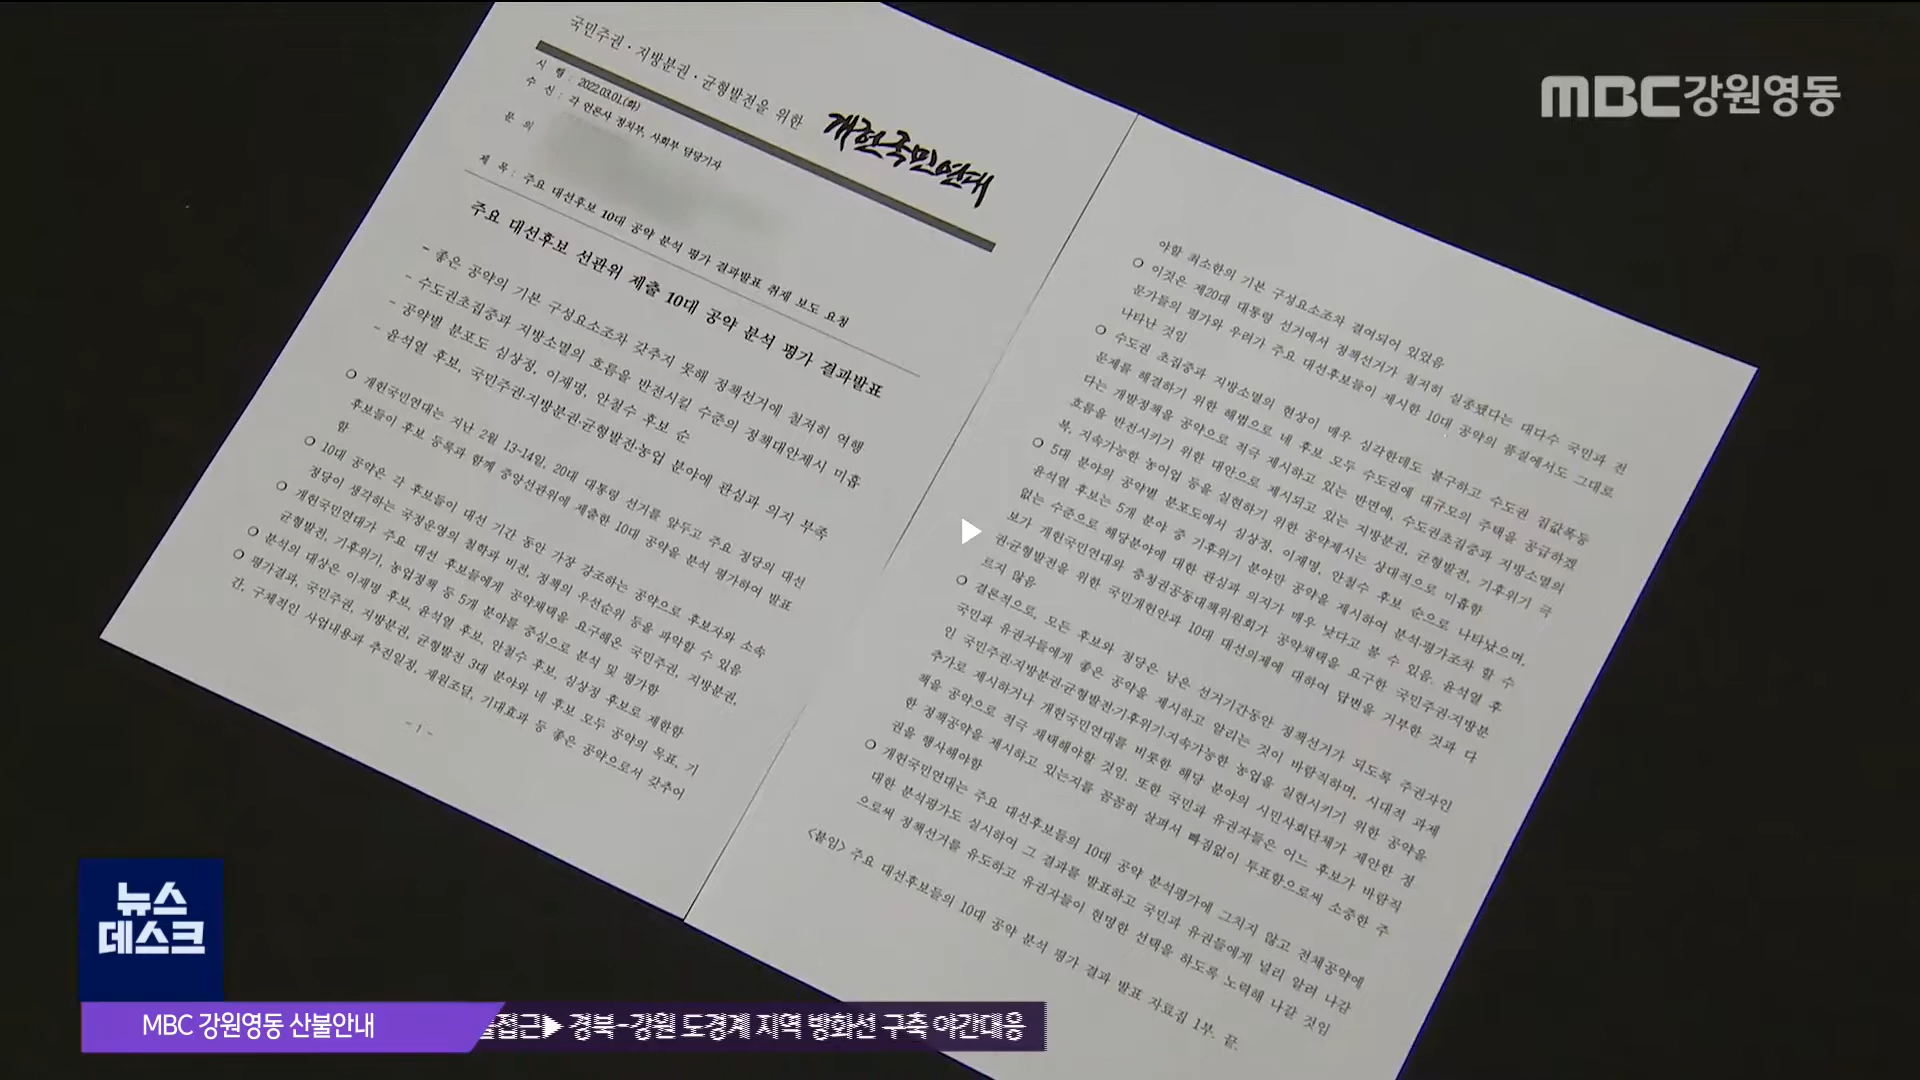 MBC강원영동
국민주권·지방분권·균형발전을 위한 개헌국민연대
시 행 : 2022.03.01.(화)
수 신 : 각 언론사 정치부, 사회부 담당기자
문 의
제 목 : 주요 대선후보 10대 공약 분석 평가 결과발표 취재 보도 요청
주요 대선후보 선관위 제출 10대 공약 분석 평가 결과발표
- 좋은 공약의 기본 구성요소조차 갖추지 못해 정책선거에 철저히 역행
- 수도권초집중과 지방소멸의 흐름을 반전시킬 수준의 정책대안제시 미흡
- 공약별 분포도 심상정, 이재명, 안철수 후보 순
- 윤석열 후보, 국민주권·지방분권·균형발전·농업 분야에 관심과 의지 부족
❍ 개헌국민연대는 지난 2월 13-14일, 20대 대통령 선거를 앞두고 주요 정당의 대선
후보들이 후보 등록과 함께 중앙선관위에 제출한 10대 공약을 분석 평가하여 발표
함
❍ 10대 공약은 각 후보들이 대선 기간 동안 가장 강조하는 공약으로 후보자와 소속
정당이 생각하는 국정운영의 철학과 비전, 정책의 우선순위 등을 파악할 수 있음
❍ 개헌국민연대가 주요 대선 후보들에게 공약채택을 요구해온 국민주권, 지방분권,
균형발전, 기후위기, 농업정책 등 5개 분야를 중심으로 분석 및 평가함
❍ 분석의 대상은 이재명 후보, 윤석열 후보, 안철수 후보, 심상정 후보로 제한함
❍ 평가결과, 국민주권, 지방분권, 균형발전 3대 분야와 네 후보 모두 공약의 목표, 기
간, 구체적인 사업내용과 추진일정, 재원조달, 기대효과 등 좋은 공약으로서 갖추어
- 1 -
야할 최소한의 기본 구성요소조차 결여되어 있었음
❍ 이것은 제20대 대통령 선거에서 정책선거가 철저히 실종됐다는 대다수 국민과 전
문가들의 평가와 우려가 주요 대선후보들이 제시한 10대 공약의 품질에서도 그대로
나타난 것임
❍ 수도권 초집중과 지방소멸의 현상이 매우 심각한데도 불구하고 수도권 집값폭등
문제를 해결하기 위한 해법으로 네 후보 모두 수도권에 대규모의 주택을 공급하겠
다는 개발정책을 공약으로 적극 제시하고 있는 반면에, 수도권초집중과 지방소멸의
흐름을 반전시키기 위한 대안으로 제시되고 있는 지방분권, 균형발전, 기후위기 극
복, 지속가능한 농어업 등을 실현하기 위한 공약제시는 상대적으로 미흡함
❍ 5대 분야의 공약별 분포도에서 심상정, 이재명, 안철수 후보 순으로 나타났으며,
윤석열 후보는 5개 분야 중 기후위기 분야만 공약을 제시하여 분석·평가조차 할 수
없는 수준으로 해당분야에 대한 관심과 의지가 매우 낮다고 볼 수 있음. 윤석열 후
보가 개헌국민연대와 충청권공동대책위원회가 공약채택을 요구한 국민주권·지방분
권·균형발전을 위한 국민개헌안과 10대 대선의제에 대하여 답변을 거부한 것과 다
르지 않음
❍ 결론적으로, 모든 후보와 정당은 남은 선거기간동안 정책선거가 되도록 주권자인
국민과 유권자들에게 좋은 공약을 제시하고 알리는 것이 바람직하며, 시대적 과제
인 국민주권·지방분권·균형발전·기후위기·지속가능한 농업을 실현시키기 위한 공약을
추가로 제시하거나 개헌국민연대를 비롯한 해당 분야의 시민사회단체가 제안한 정
책을 공약으로 적극 채택해야할 것임. 또한 국민과 유권자들은 어느 후보가 바람직
한 정책공약을 제시하고 있는지를 꼼꼼히 살펴서 빠짐없이 투표함으로써 소중한 주
권을 행사해야함
❍ 개헌국민연대는 주요 대선후보들의 10대 공약 분석평가에 그치지 않고 전체공약에
대한 분석평가도 실시하여 그 결과를 발표하고 국민과 유권들에게 널리 알려 나감
으로써 정책선거를 유도하고 유권자들이 현명한 선택을 하도록 노력해 나갈 것임
<붙임> 주요 대선후보들의 10대 공약 분석 평가 결과 발표 자료집 1부. 끝.
뉴스
데스크
MBC 강원영동 산불안내
접근▶ 경북-강원 도경계 지역 방화선 구축 야간대응